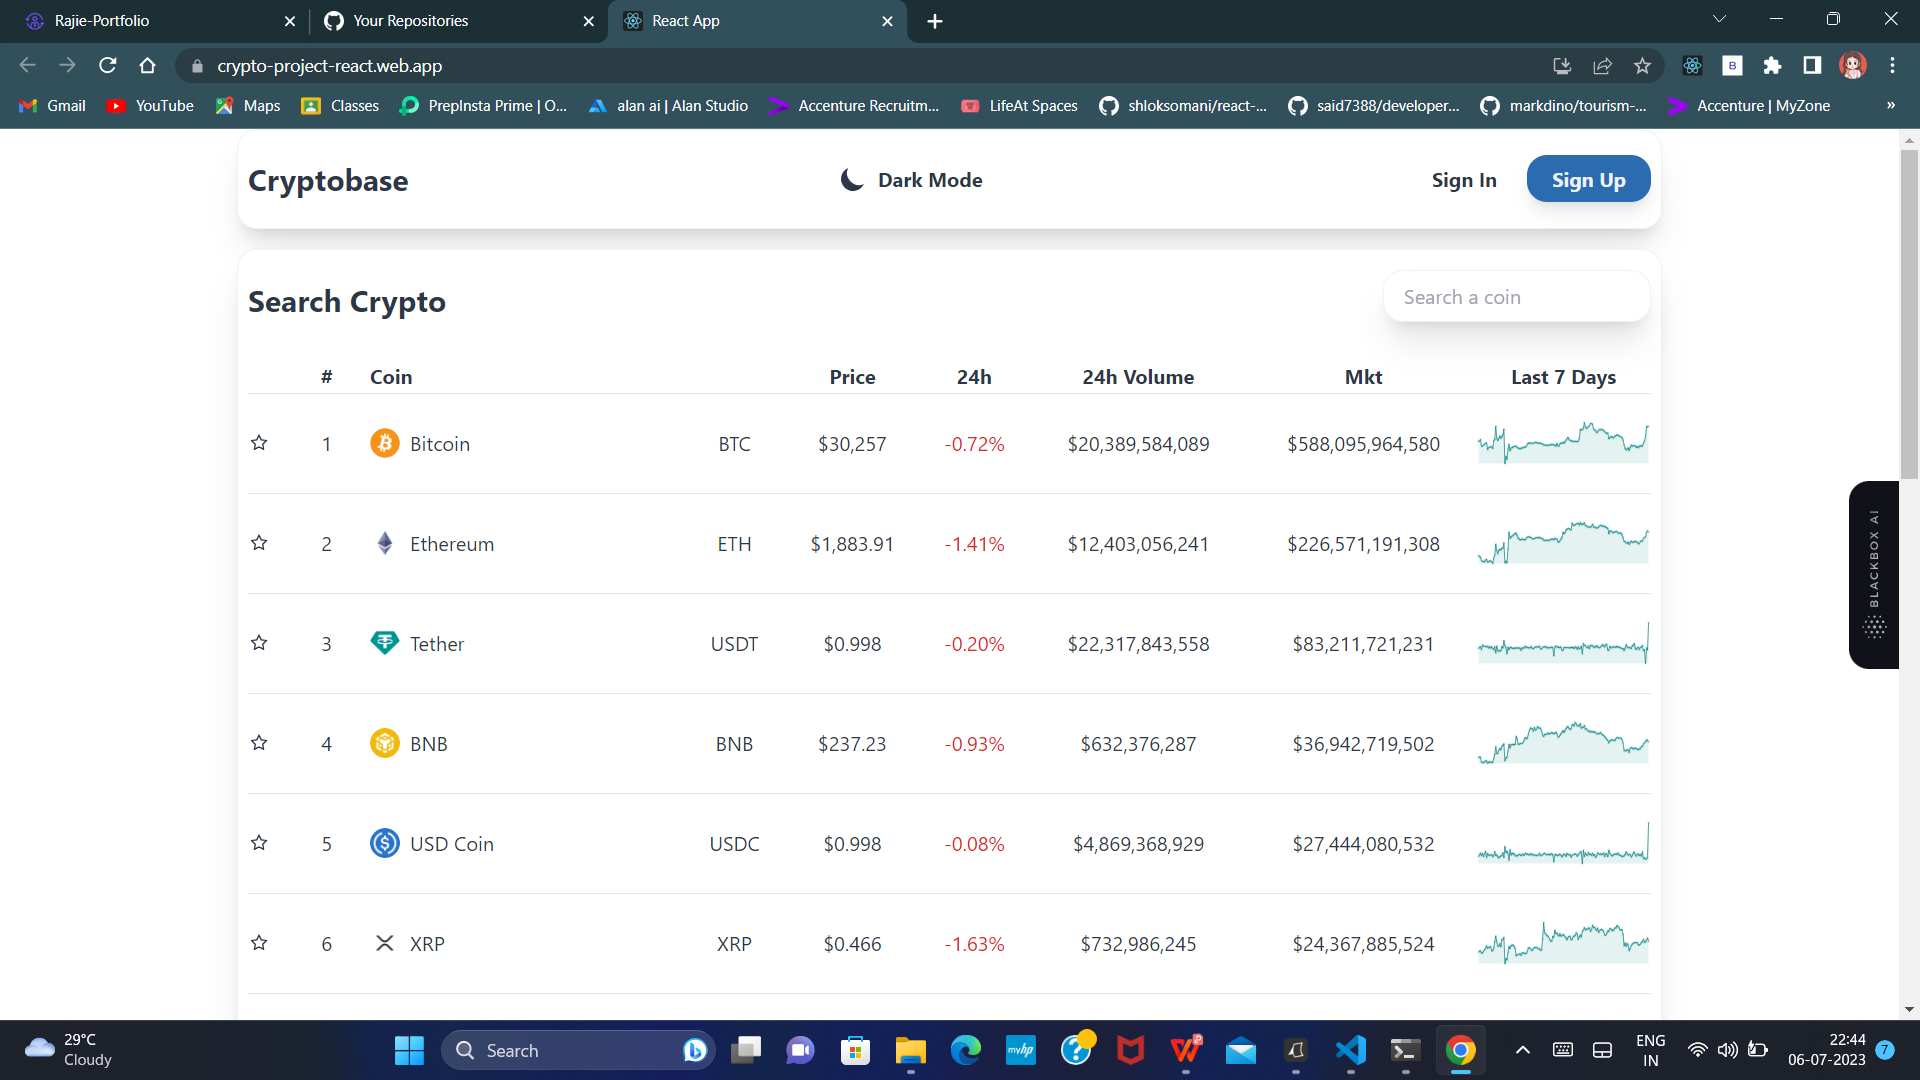 Rajie-Portfolio
Your Repositories
React App
crypto-project-react.web.app
Gmail
YouTube
Maps
Classes
PrepInsta Prime | O...
alan ai | Alan Studio
Accenture Recruitm...
LifeAt Spaces
shloksomani/react-...
said7388/developer...
markdino/tourism-...
Accenture | MyZone
»
Cryptobase
Dark Mode
Sign In
Sign Up
Search Crypto
Search a coin
# Coin Price 24h 24h Volume Mkt Last 7 Days
1 Bitcoin BTC $30,257 -0.72% $20,389,584,089 $588,095,964,580
2 Ethereum ETH $1,883.91 -1.41% $12,403,056,241 $226,571,191,308
3 Tether USDT $0.998 -0.20% $22,317,843,558 $83,211,721,231
4 BNB BNB $237.23 -0.93% $632,376,287 $36,942,719,502
5 USD Coin USDC $0.998 -0.08% $4,869,368,929 $27,444,080,532
6 XRP XRP $0.466 -1.63% $732,986,245 $24,367,885,524
BLACKBOX AI
29°C
Cloudy
Search
myhp
ENG
IN
22:44
06-07-2023
7